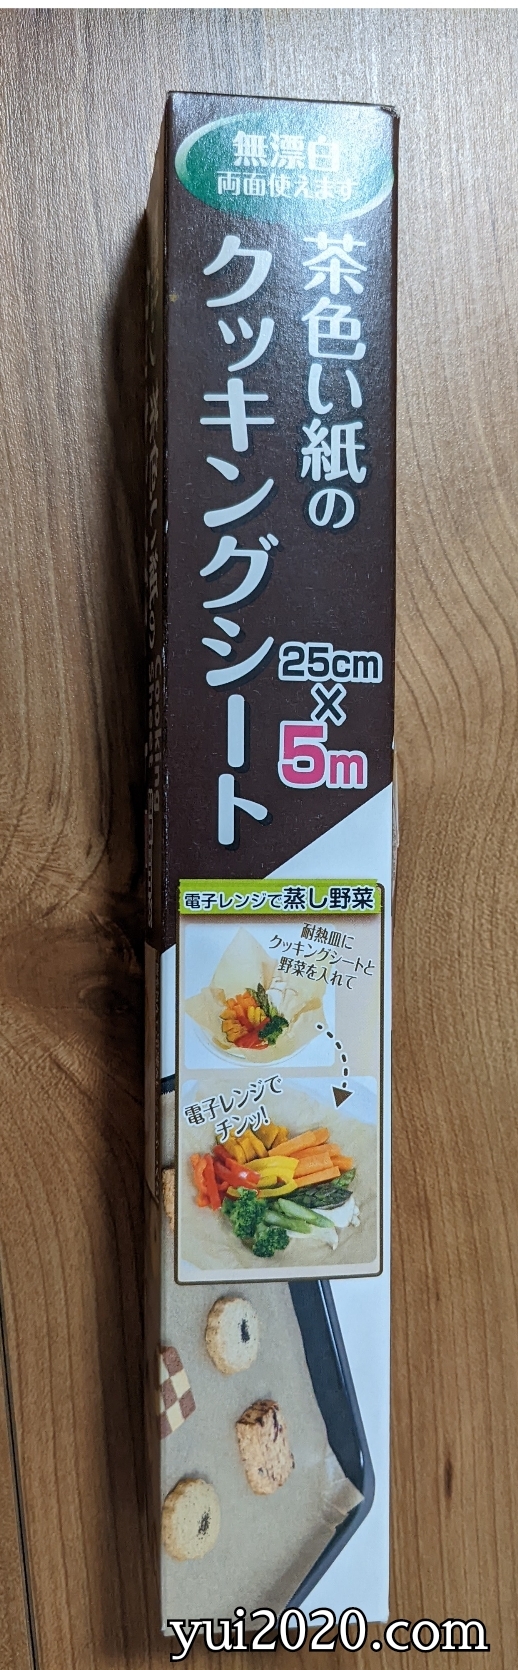 無漂白
両面使えます
茶色い紙の
クッキングシート
25cm
×
5m
電子レンジで蒸し野菜
耐熱皿に
クッキングシートと
野菜を入れて
電子レンジで
チンッ!
yui2020.com